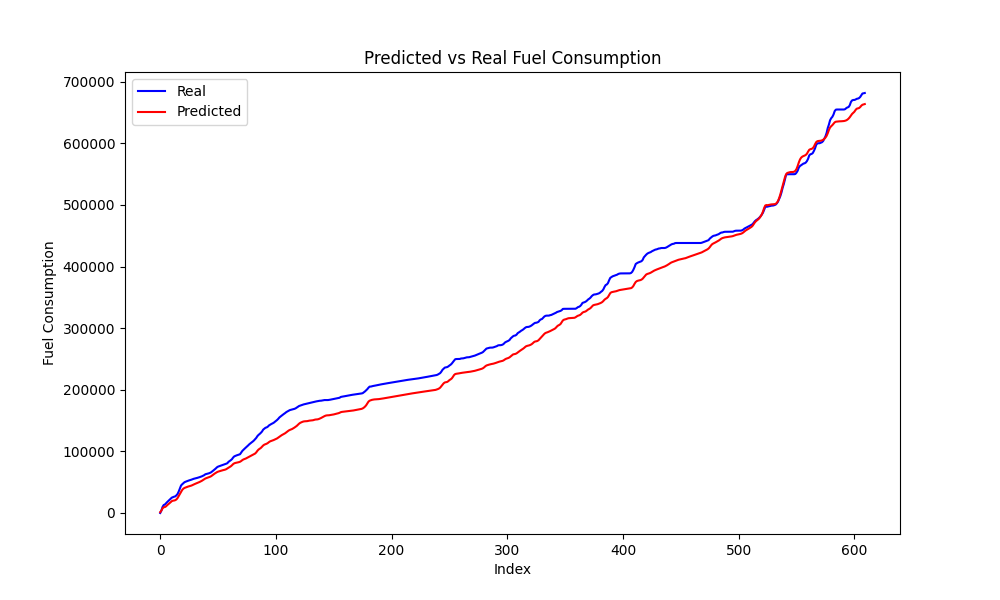 Predicted vs Real Fuel Consumption
Real
Predicted
700000
600000
500000
400000
300000
200000
100000
0
Fuel Consumption
0 100 200 300 400 500 600
Index